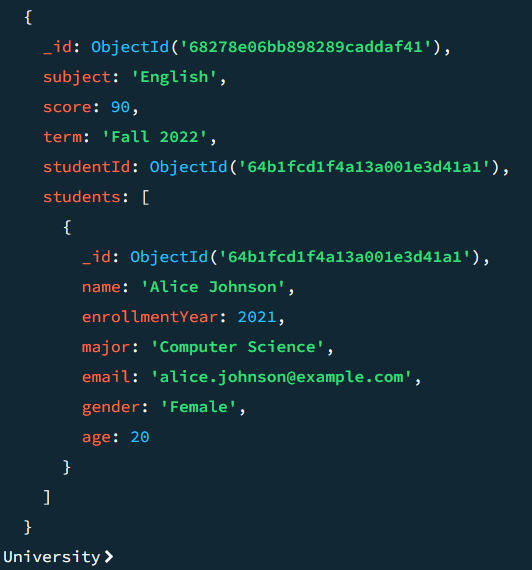 {
_id: ObjectId('68278e06bb898289caddaf41'),
subject: 'English',
score: 90,
term: 'Fall 2022',
studentId: ObjectId('64b1fcd1f4a13a001e3d41a1'),
students: [
{
_id: ObjectId('64b1fcd1f4a13a001e3d41a1'),
name: 'Alice Johnson',
enrollmentYear: 2021,
major: 'Computer Science',
email: 'alice.johnson@example.com',
gender: 'Female',
age: 20
}
]
}
University>